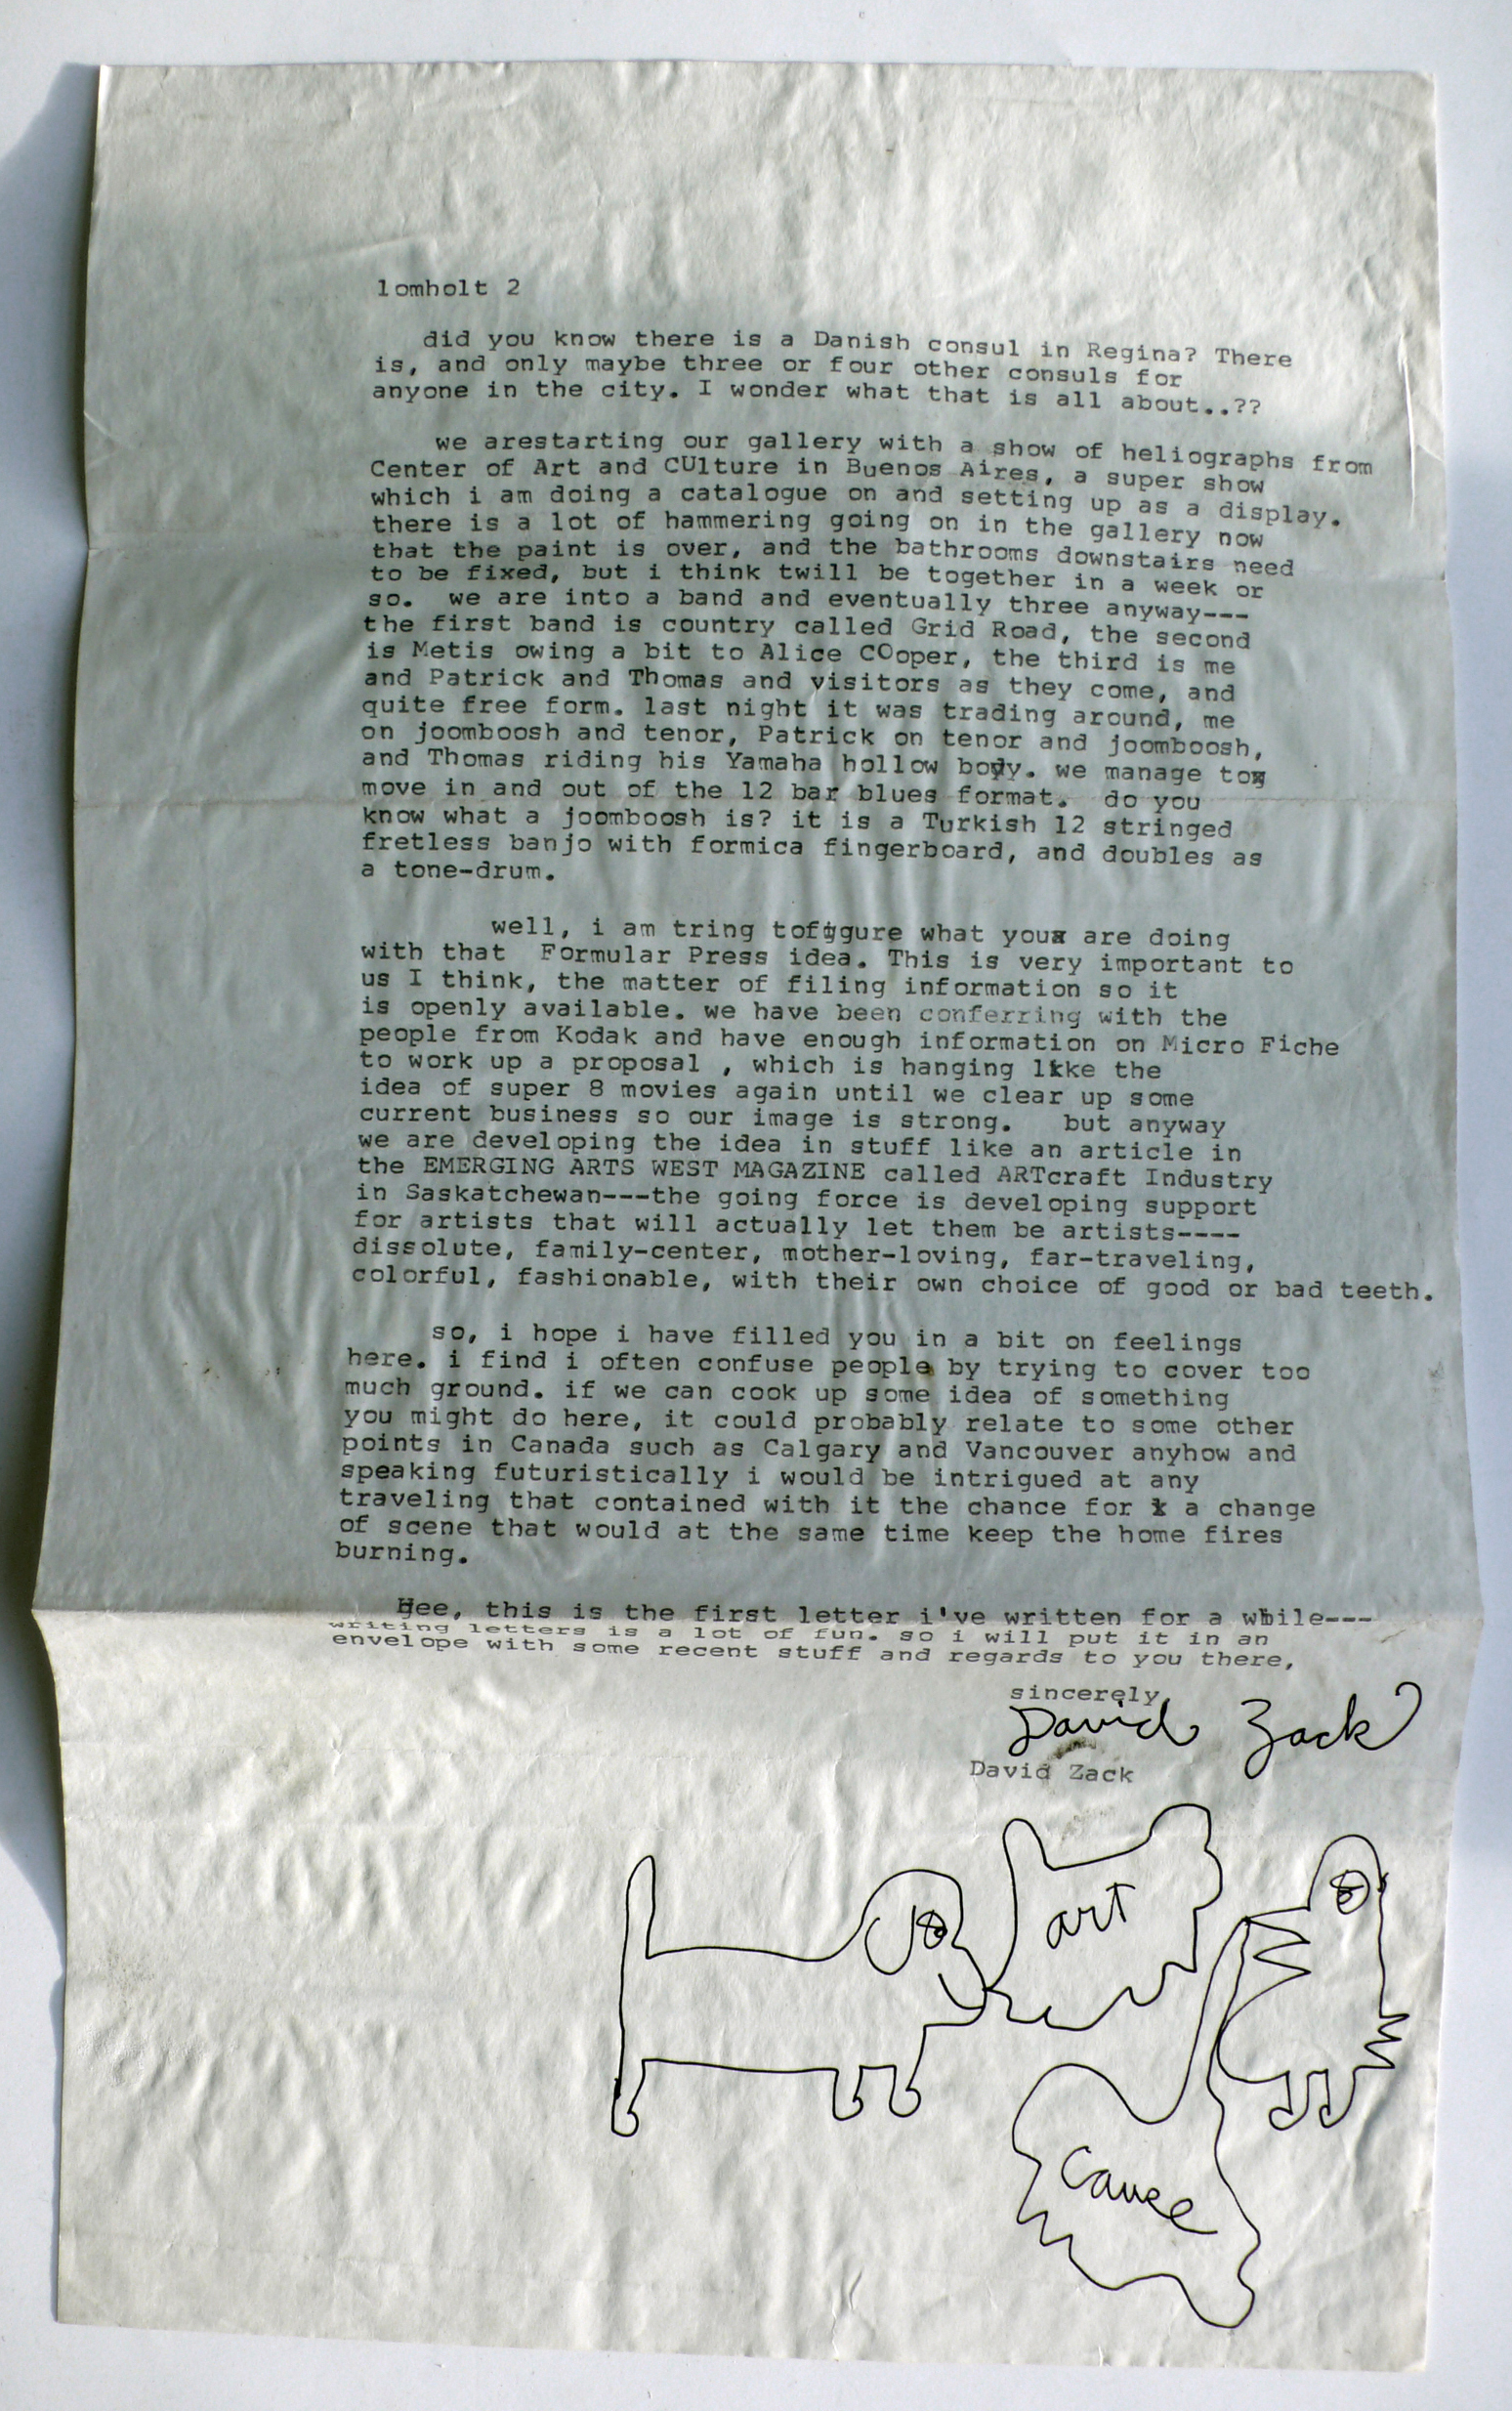 lomholt 2
did you know there is a Danish consul in Regina? There
is, and only maybe three or four other consuls for
anyone in the city. I wonder what that is all about..??
we arestarting our gallery with a show of heliographs from
Center of Art and CUlture in Buenos Aires, a super show
which i am doing a catalogue on and setting up as a display.
there is a lot of hammering going on in the gallery now
that the paint is over, and the bathrooms downstairs need
to be fixed, but i think twill be together in a week or
so. we are into a band and eventually three anyway---
the first band is country called Grid Road, the second
is Metis owing a bit to Alice COoper, the third is me
and Patrick and Thomas and visitors as they come, and
quite free form. last night it was trading around, me
on joomboosh and tenor, Patrick on tenor and joomboosh,
and Thomas riding his Yamaha hollow body. we manage to
move in and out of the 12 bar blues format. do you
know what a joomboosh is? it is a Turkish 12 stringed
fretless banjo with formica fingerboard, and doubles as
a tone-drum.
well, i am tring tofigure what you are doing
with that Formular Press idea. This is very important to
us I think, the matter of filing information so it
is openly available. we have been conferring with the
people from Kodak and have enough information on Micro Fiche
to work up a proposal , which is hanging like the
idea of super 8 movies again until we clear up some
current business so our image is strong. but anyway
we are developing the idea in stuff like an article in
the EMERGING ARTS WEST MAGAZINE called ARTcraft Industry
in Saskatchewan---the going force is developing support
for artists that will actually let them be artists----
dissolute, family-center, mother-loving, far-traveling,
colorful, fashionable, with their own choice of good or bad teeth.
so, i hope i have filled you in a bit on feelings
here. i find i often confuse people by trying to cover too
much ground. if we can cook up some idea of something
you might do here, it could probably relate to some other
points in Canada such as Calgary and Vancouver anyhow and
speaking futuristically i would be intrigued at any
traveling that contained with it the chance for a change
of scene that would at the same time keep the home fires
burning.
Gee, this is the first letter i've written for a while---
writing letters is a lot of fun. so i will put it in an
envelope with some recent stuff and regards to you there,
sincerely,
David Zack
David Zack
art
Cause